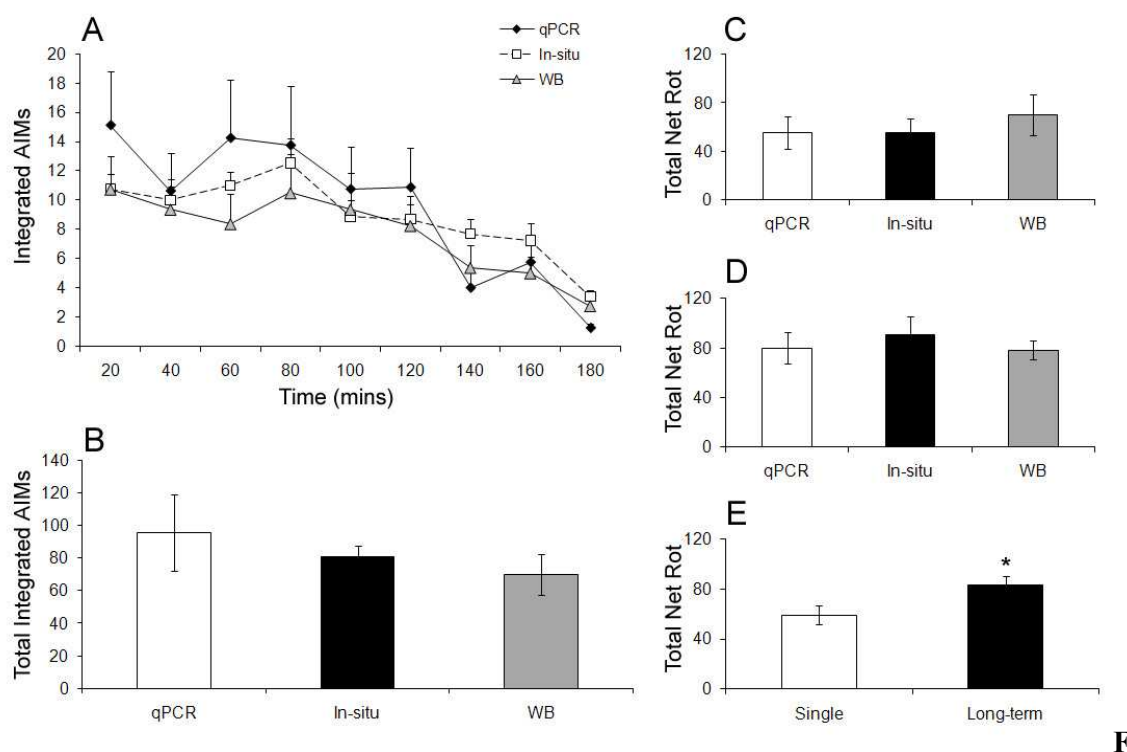 A
qPCR
In-situ
WB
20
18
16
14
12
10
8
6
4
2
0
Integrated AIMs
20 40 60 80 100 120 140 160 180
Time (mins)
B
140
120
100
80
60
40
20
0
Total Integrated AIMs
qPCR In-situ WB
C
120
80
40
0
Total Net Rot
qPCR In-situ WB
D
120
80
40
0
Total Net Rot
qPCR In-situ WB
E
120
80
40
0
Total Net Rot
*
Single Long-term
F